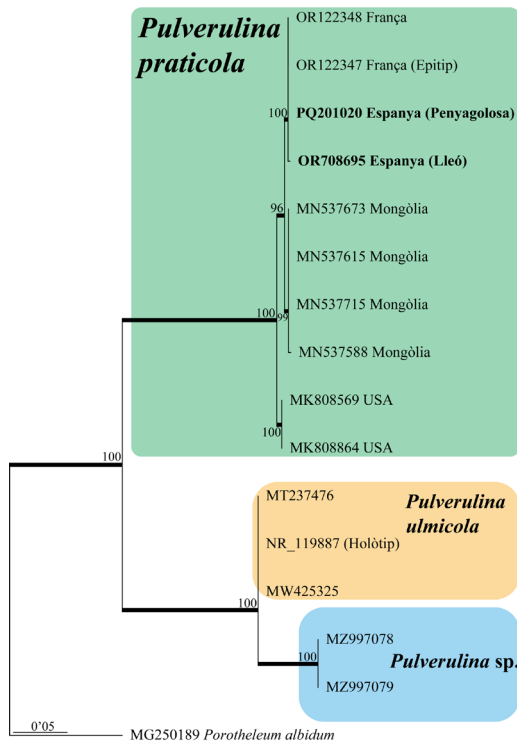 Pulverulina
praticola
OR122348 França
OR122347 França (Epitip)
100
PQ201020 Espanya (Penyagolosa)
OR708695 Espanya (Lleó)
96
MN537673 Mongòlia
MN537615 Mongòlia
MN537715 Mongòlia
100
99
MN537588 Mongòlia
MK808569 USA
100
MK808864 USA
100
MT237476
Pulverulina
ulmicola
NR_119887 (Holòtip)
MW425325
100
MZ997078
100
Pulverulina sp.
MZ997079
0'05
MG250189 Porotheleum albidum